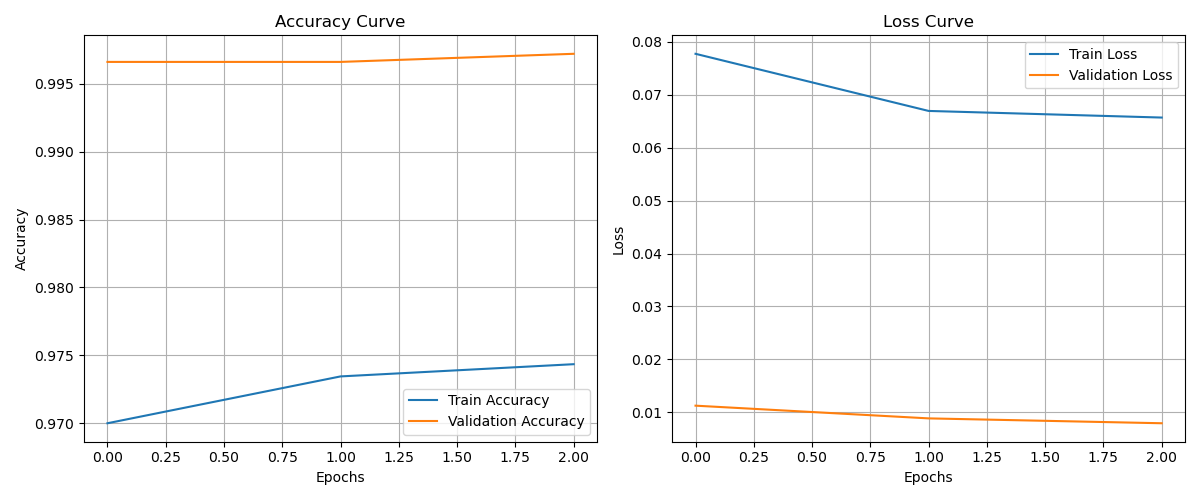 Accuracy Curve
Accuracy
0.995
0.990
0.985
0.980
0.975
0.970
Train Accuracy
Validation Accuracy
0.00 0.25 0.50 0.75 1.00 1.25 1.50 1.75 2.00
Epochs
Loss Curve
Loss
0.08
0.07
0.06
0.05
0.04
0.03
0.02
0.01
Train Loss
Validation Loss
0.00 0.25 0.50 0.75 1.00 1.25 1.50 1.75 2.00
Epochs